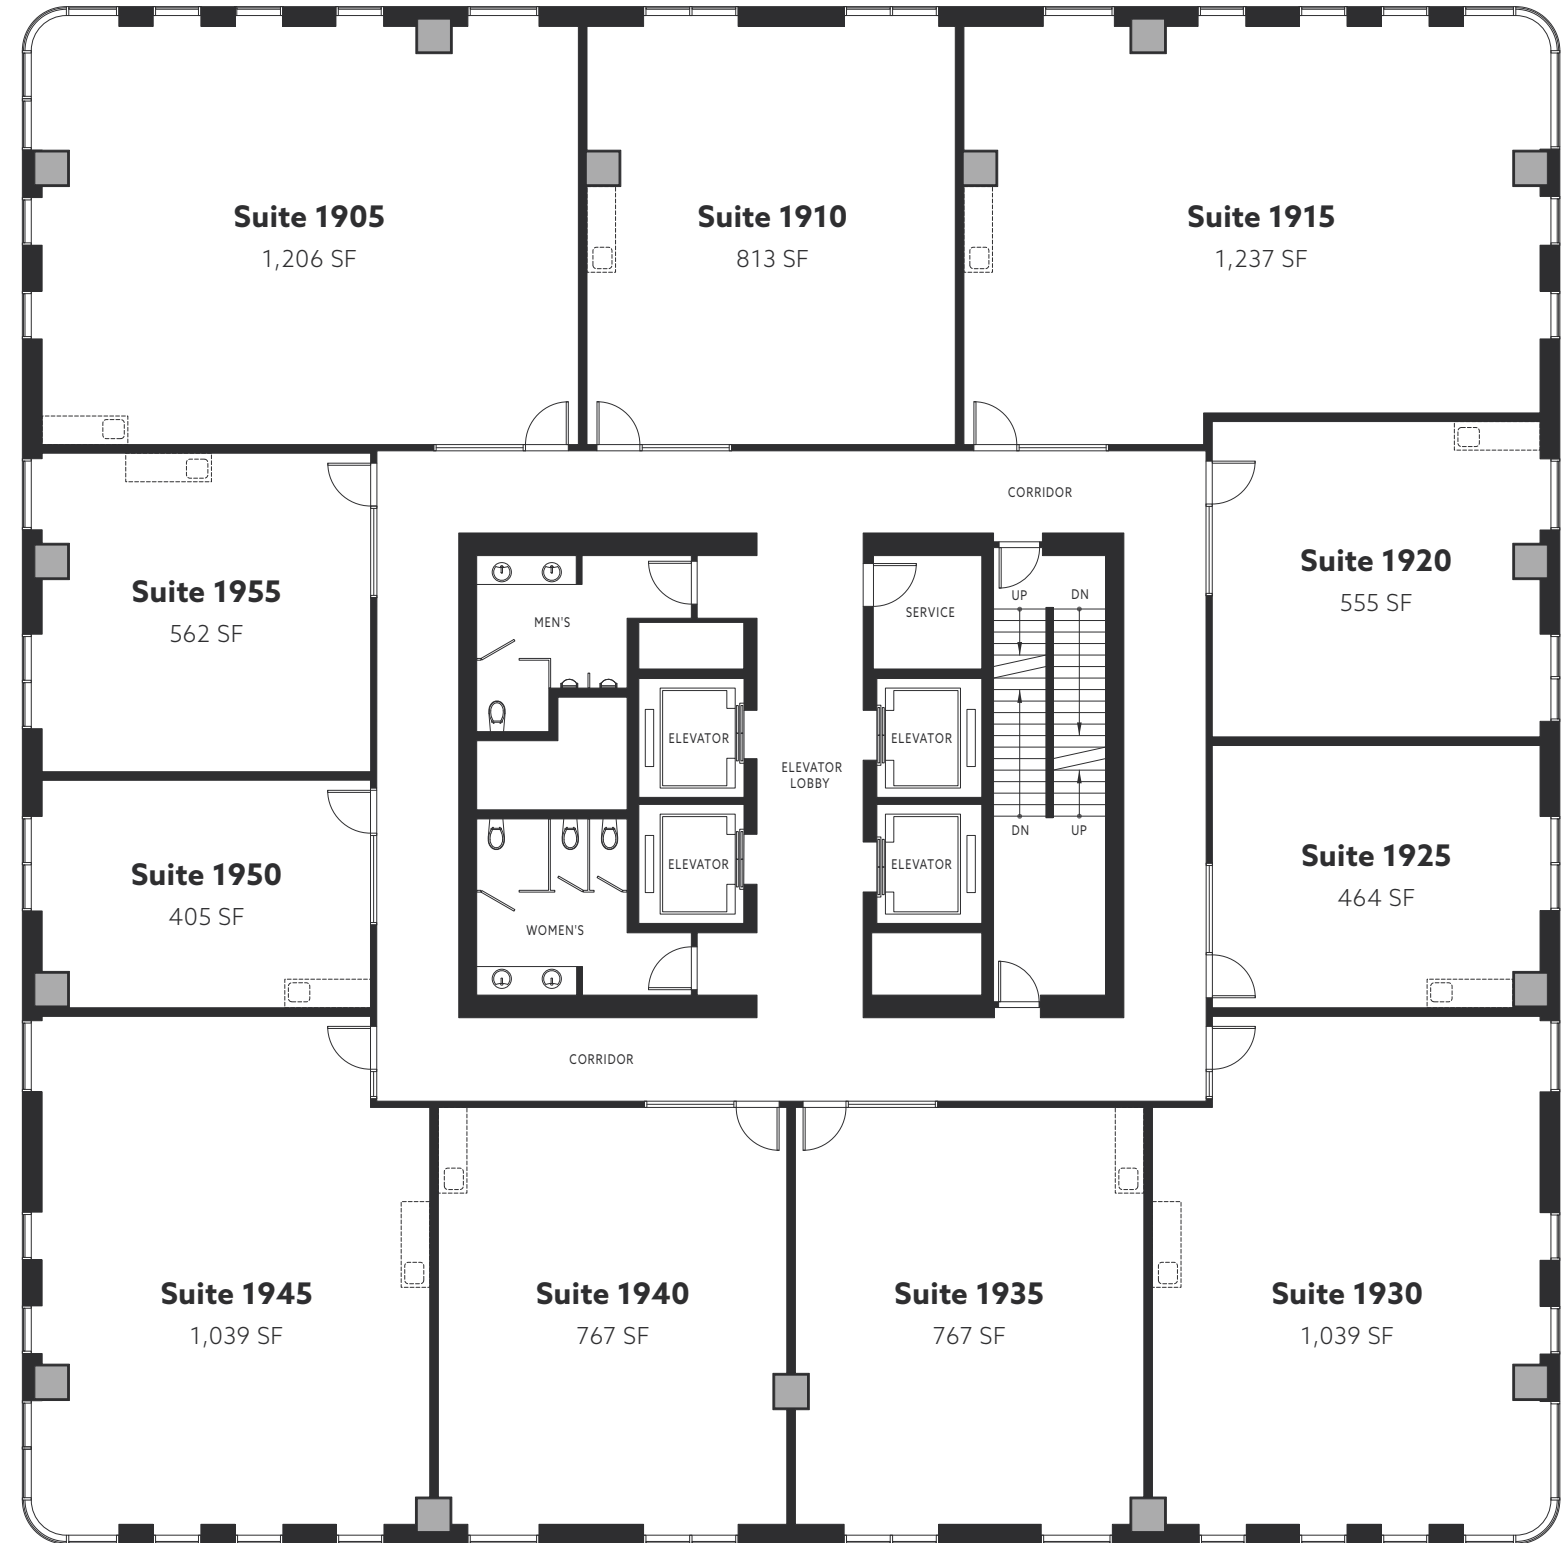 Suite 1905
1,206 SF
Suite 1910
813 SF
Suite 1915
1,237 SF
CORRIDOR
Suite 1955
562 SF
MEN'S
SERVICE
UP
DN
Suite 1920
555 SF
ELEVATOR
ELEVATOR
LOBBY
ELEVATOR
DN
UP
Suite 1950
405 SF
ELEVATOR
ELEVATOR
Suite 1925
464 SF
WOMEN'S
CORRIDOR
Suite 1945
1,039 SF
Suite 1940
767 SF
Suite 1935
767 SF
Suite 1930
1,039 SF